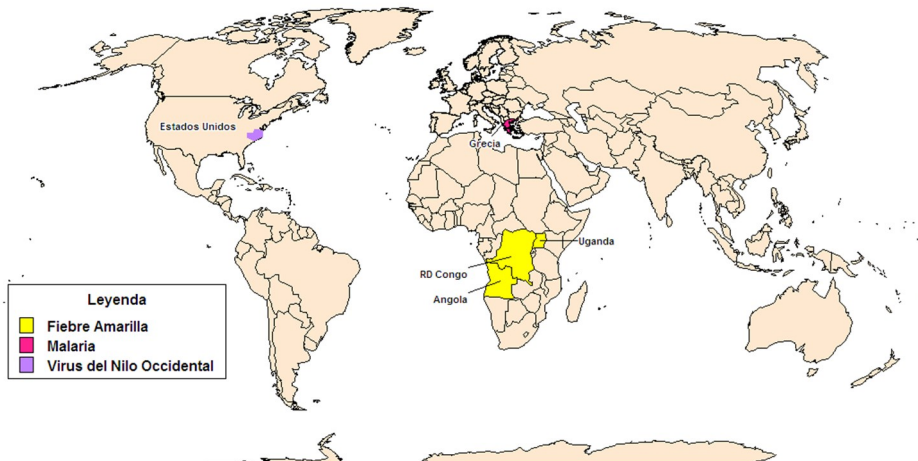 Estados Unidos
Grecia
Uganda
RD Congo
Angola
Leyenda
Fiebre Amarilla
Malaria
Virus del Nilo Occidental